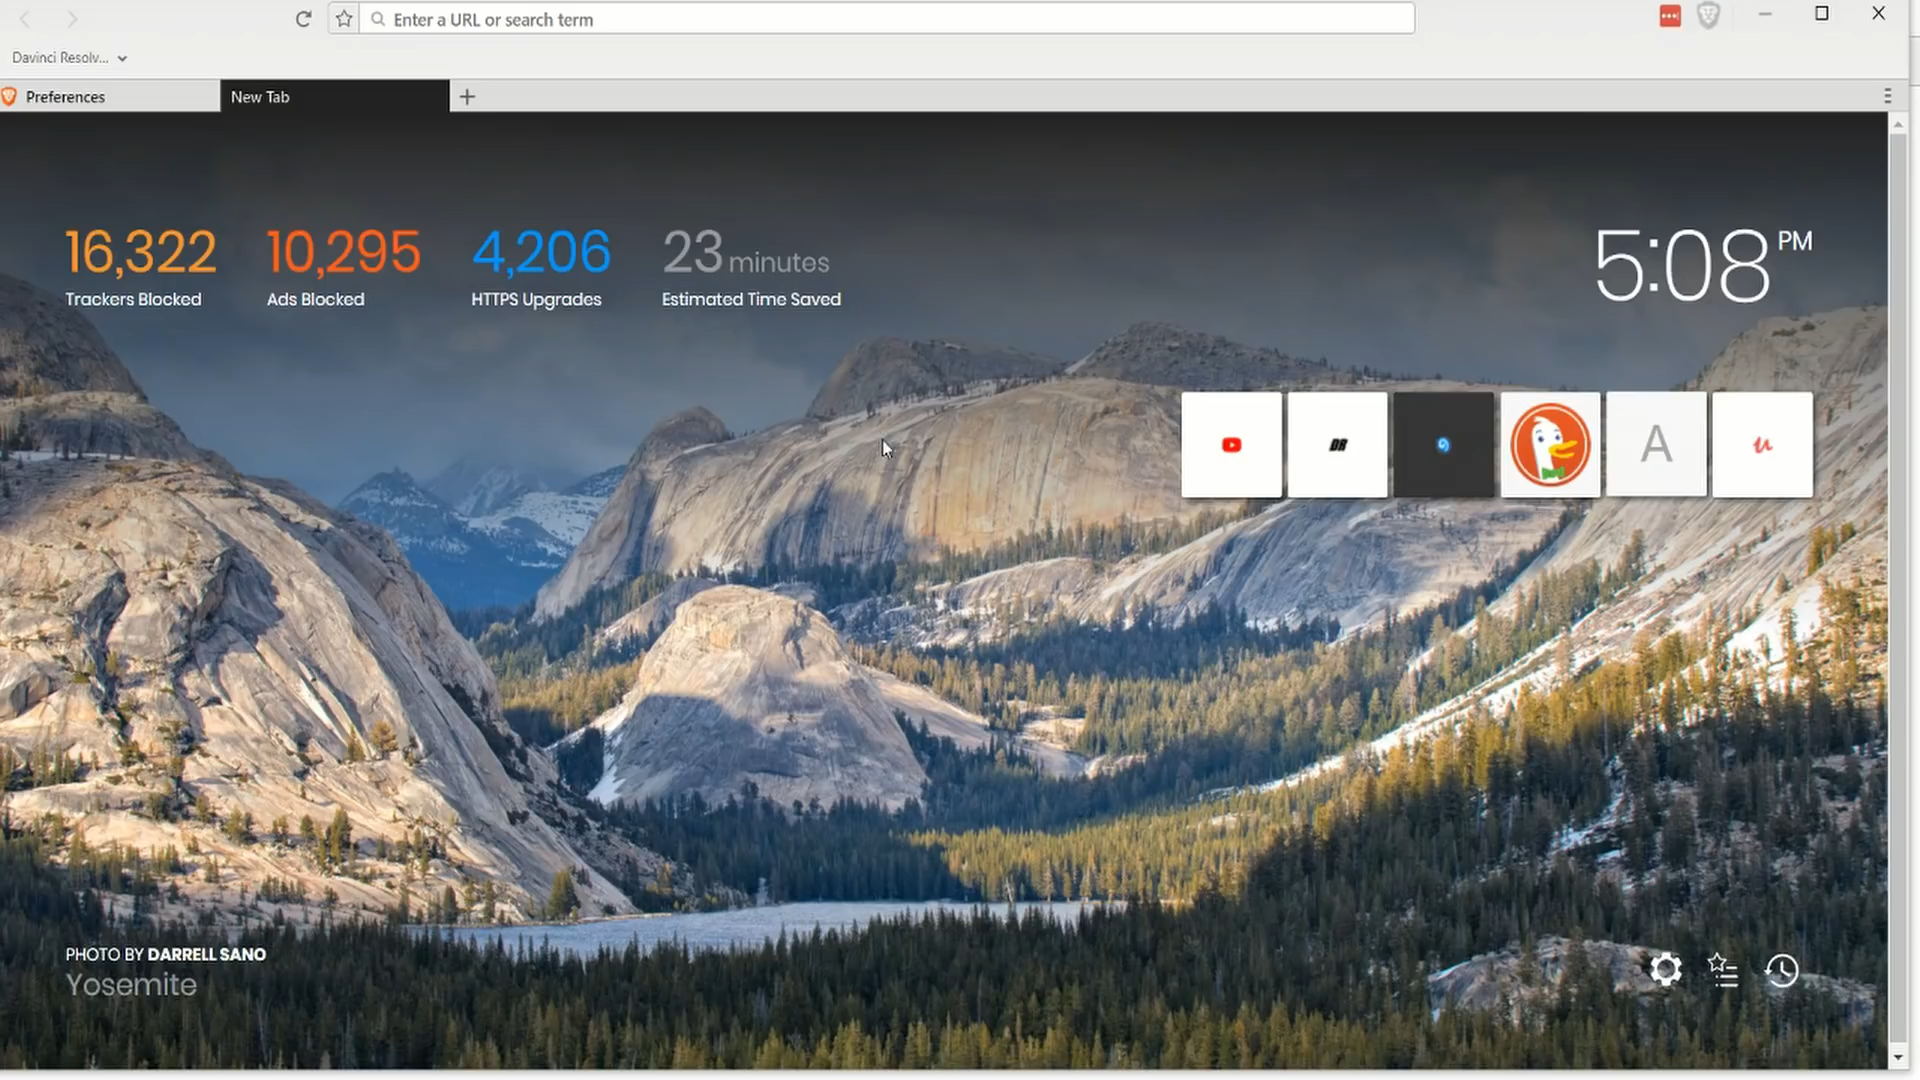 Enter a URL or search term
Davinci Resolv...
Preferences
New Tab
16,322
Trackers Blocked
10,295
Ads Blocked
4,206
HTTPS Upgrades
23 minutes
Estimated Time Saved
5:08 PM
DR
A
u
PHOTO BY DARRELL SANO
Yosemite